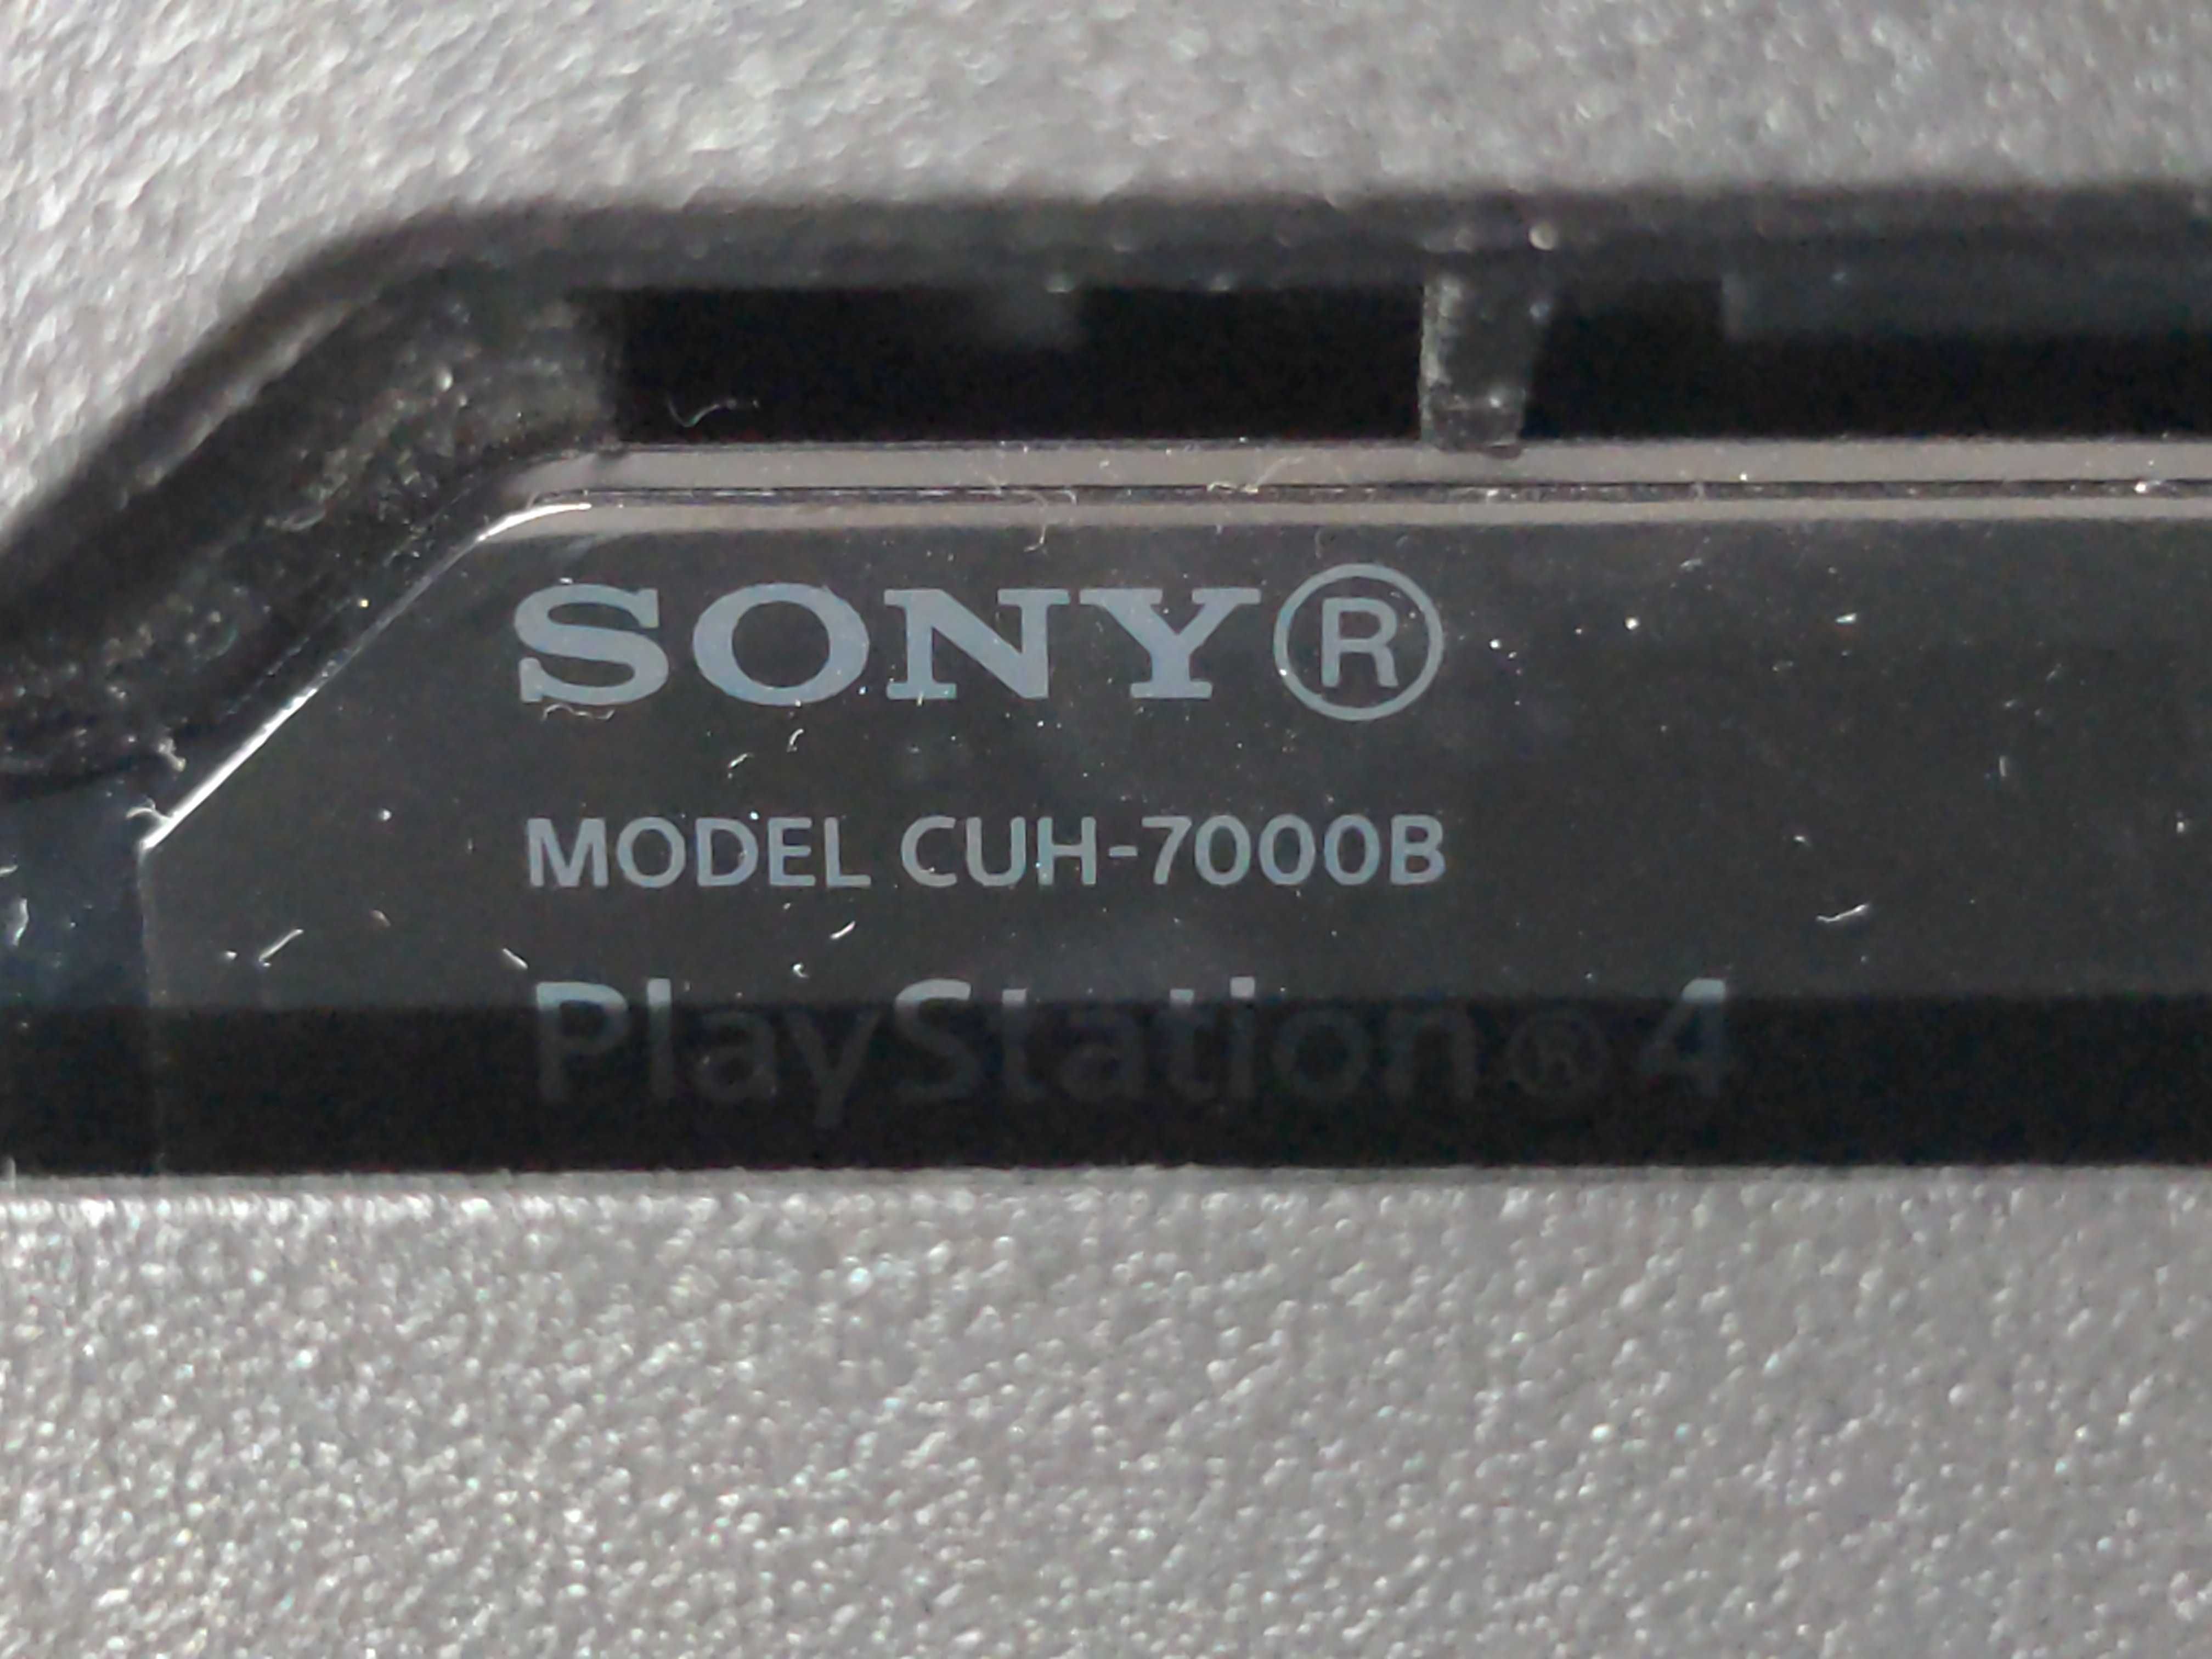 SONY®
MODEL CUH-7000B
PlayStation®4